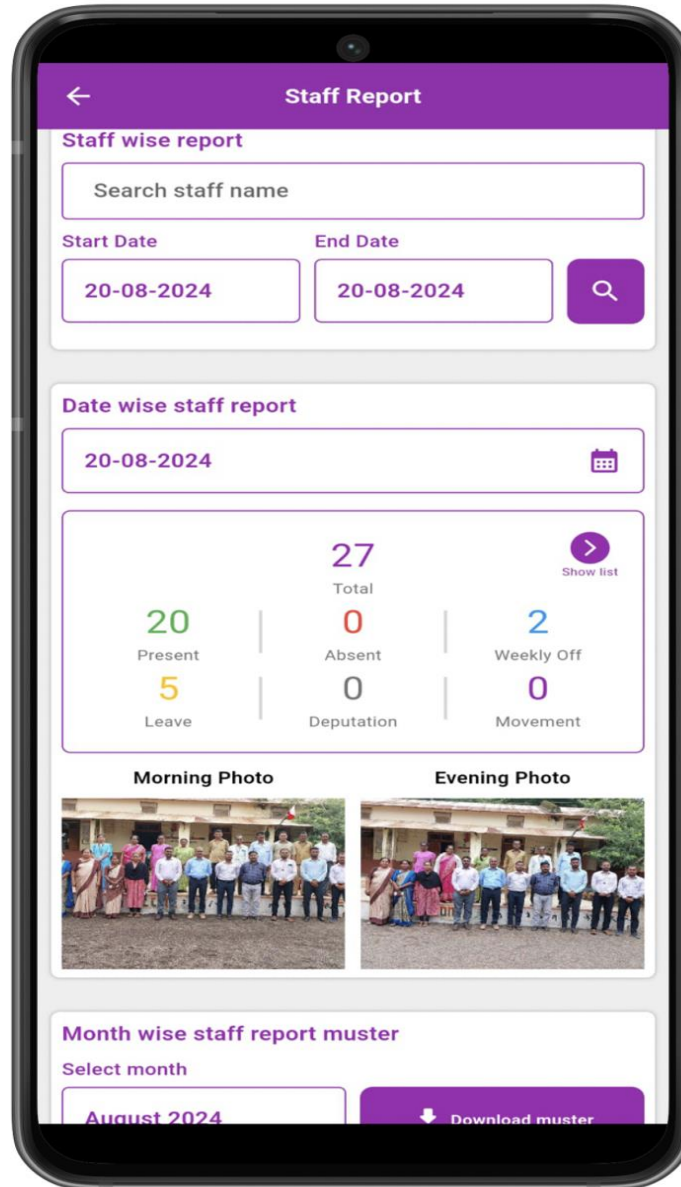 Staff Report
Staff wise report
Search staff name
Start Date End Date
20-08-2024 20-08-2024
Date wise staff report
20-08-2024
27
Show list
Total
20 0 2
Present Absent Weekly Off
5 0 0
Leave Deputation Movement
Morning Photo Evening Photo
Month wise staff report muster
Select month
August 2024 Download muster